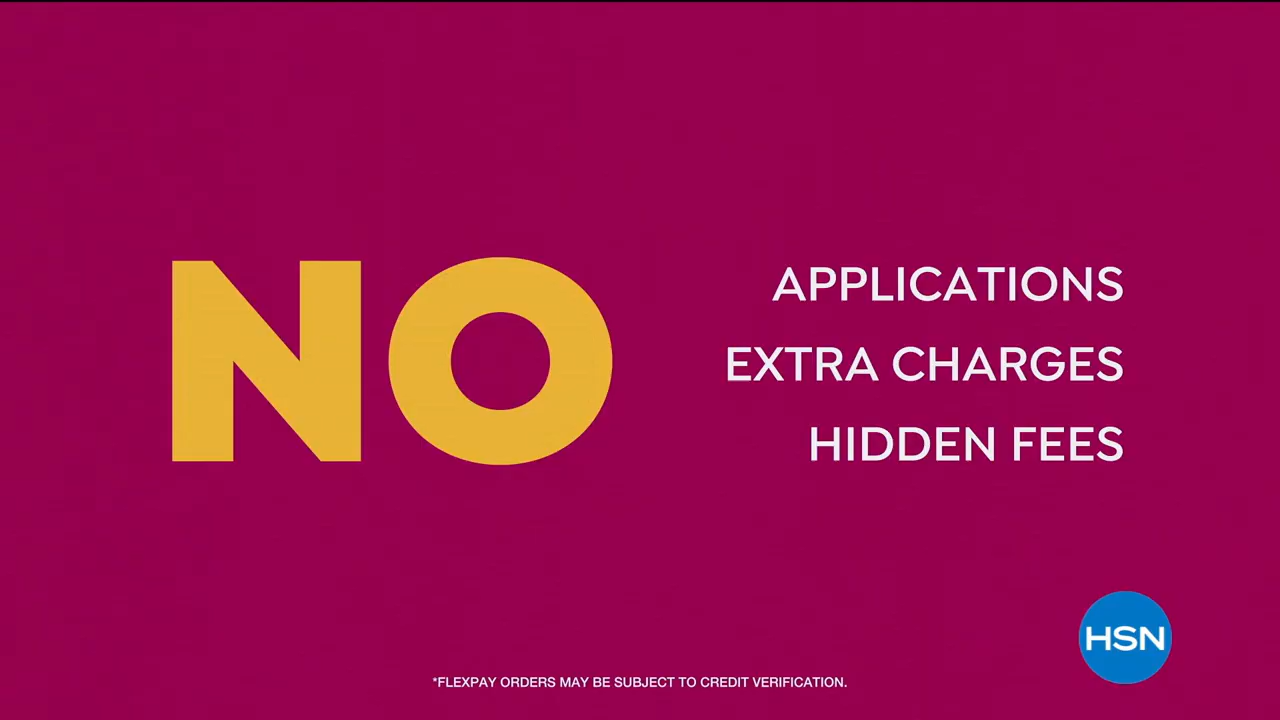 NO
APPLICATIONS
EXTRA CHARGES
HIDDEN FEES
HSN
*FLEXPAY ORDERS MAY BE SUBJECT TO CREDIT VERIFICATION.